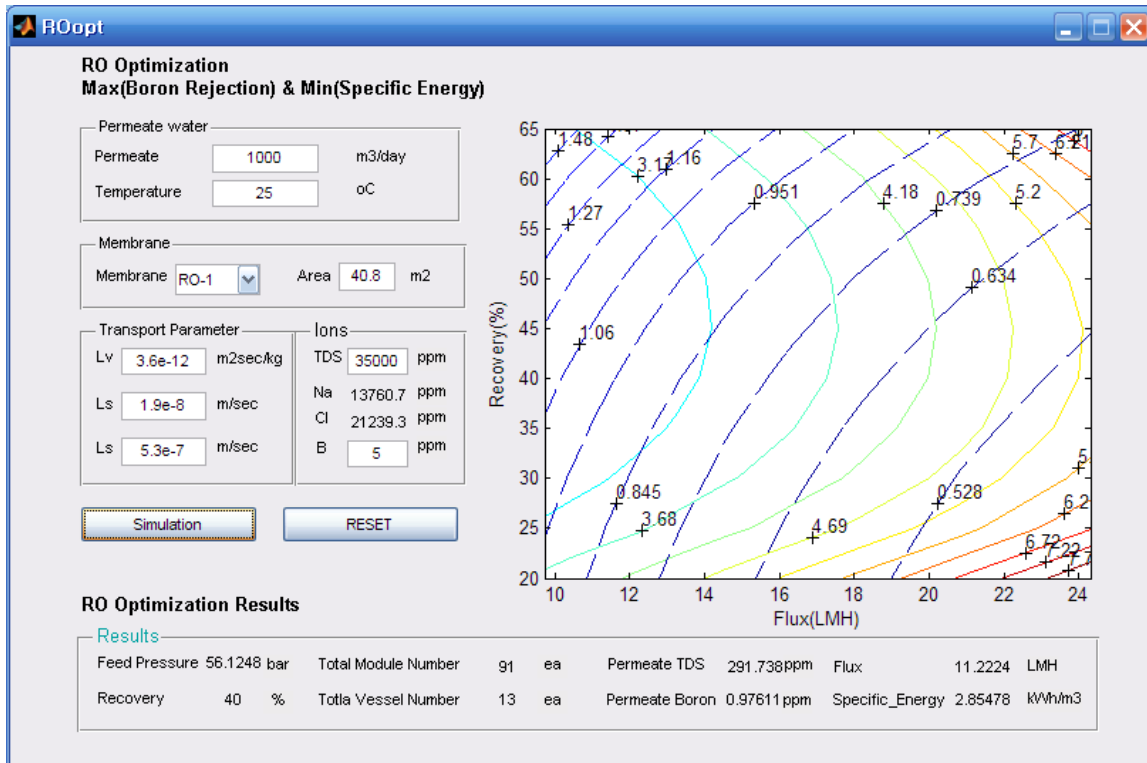 ROopt
RO Optimization
Max(Boron Rejection) & Min(Specific Energy)
Permeate water
Permeate 1000 m3/day
Temperature 25 oC
Membrane
Membrane RO-1 Area 40.8 m2
Transport Parameter
Lv 3.6e-12 m2sec/kg
Ls 1.9e-8 m/sec
Ls 5.3e-7 m/sec
Ions
TDS 35000 ppm
Na 13760.7 ppm
Cl 21239.3 ppm
B 5 ppm
Simulation RESET
65
60
55
50
45
40
35
30
25
20
Recovery(%)
1.48
3.17
1.16
5.7
1.27
0.951
4.18
0.739
5.2
0.634
1.06
0.845
3.68
4.69
0.528
6.2
6.72
7.22
10 12 14 16 18 20 22 24
Flux(LMH)
RO Optimization Results
Results
Feed Pressure 56.1248 bar Total Module Number 91 ea Permeate TDS 291.738ppm Flux 11.2224 LMH
Recovery 40 % Totla Vessel Number 13 ea Permeate Boron 0.97611ppm Specific_Energy 2.85478 kWh/m3